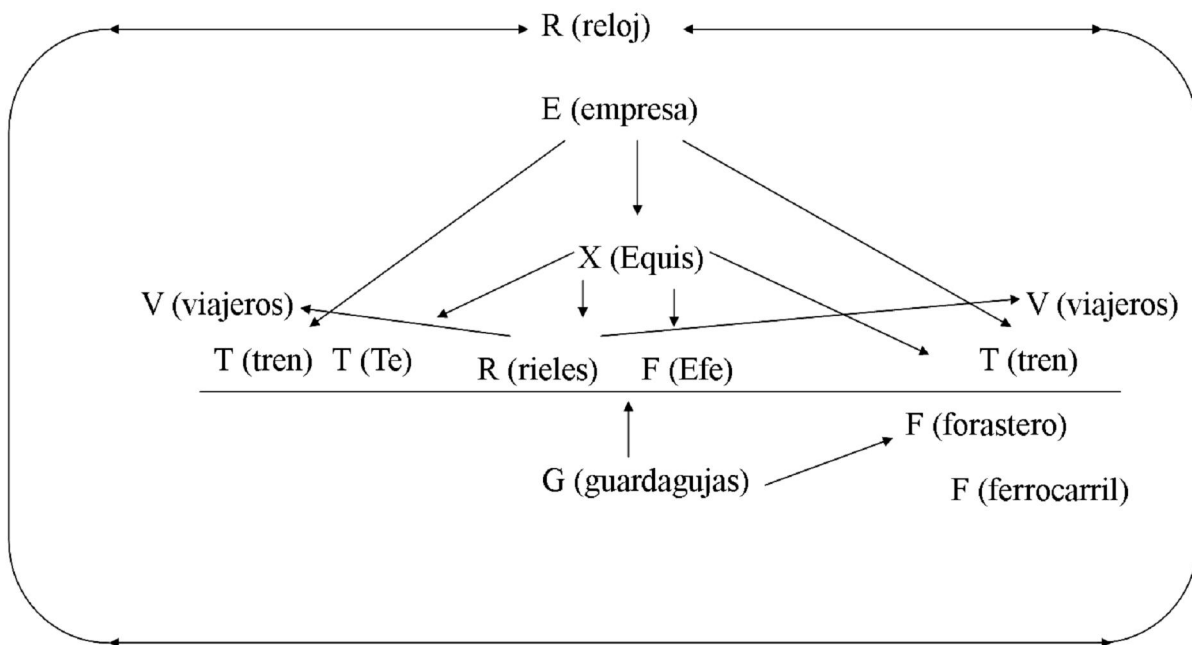 R (reloj)
E (empresa)
X (Equis)
V (viajeros)
V (viajeros)
T (tren) T (Te)
R (rieles) F (Efe)
T (tren)
F (forastero)
G (guardagujas)
F (ferrocarril)